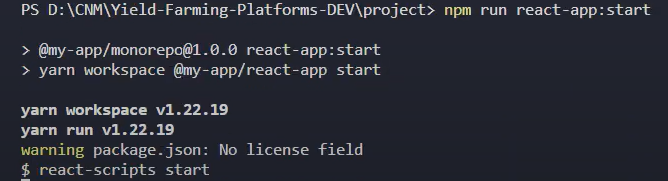 PS D:\CNM\Yield-Farming-Platforms-DEV\project> npm run react-app:start
> @my-app/monorepo@1.0.0 react-app:start
> yarn workspace @my-app/react-app start
yarn workspace v1.22.19
yarn run v1.22.19
warning package.json: No license field
$ react-scripts start